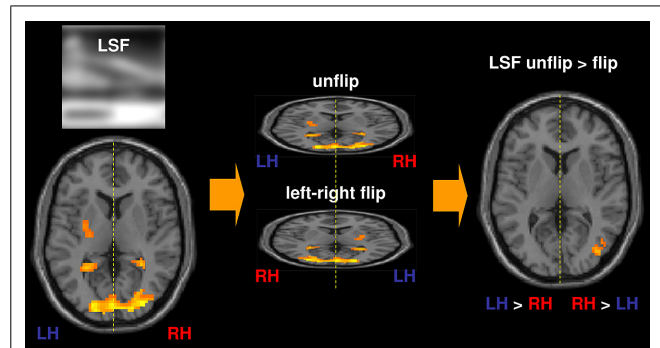 LSF
LH
RH
unflip
LH
RH
left-right flip
RH
LH
LSF unflip > flip
LH > RH
RH > LH